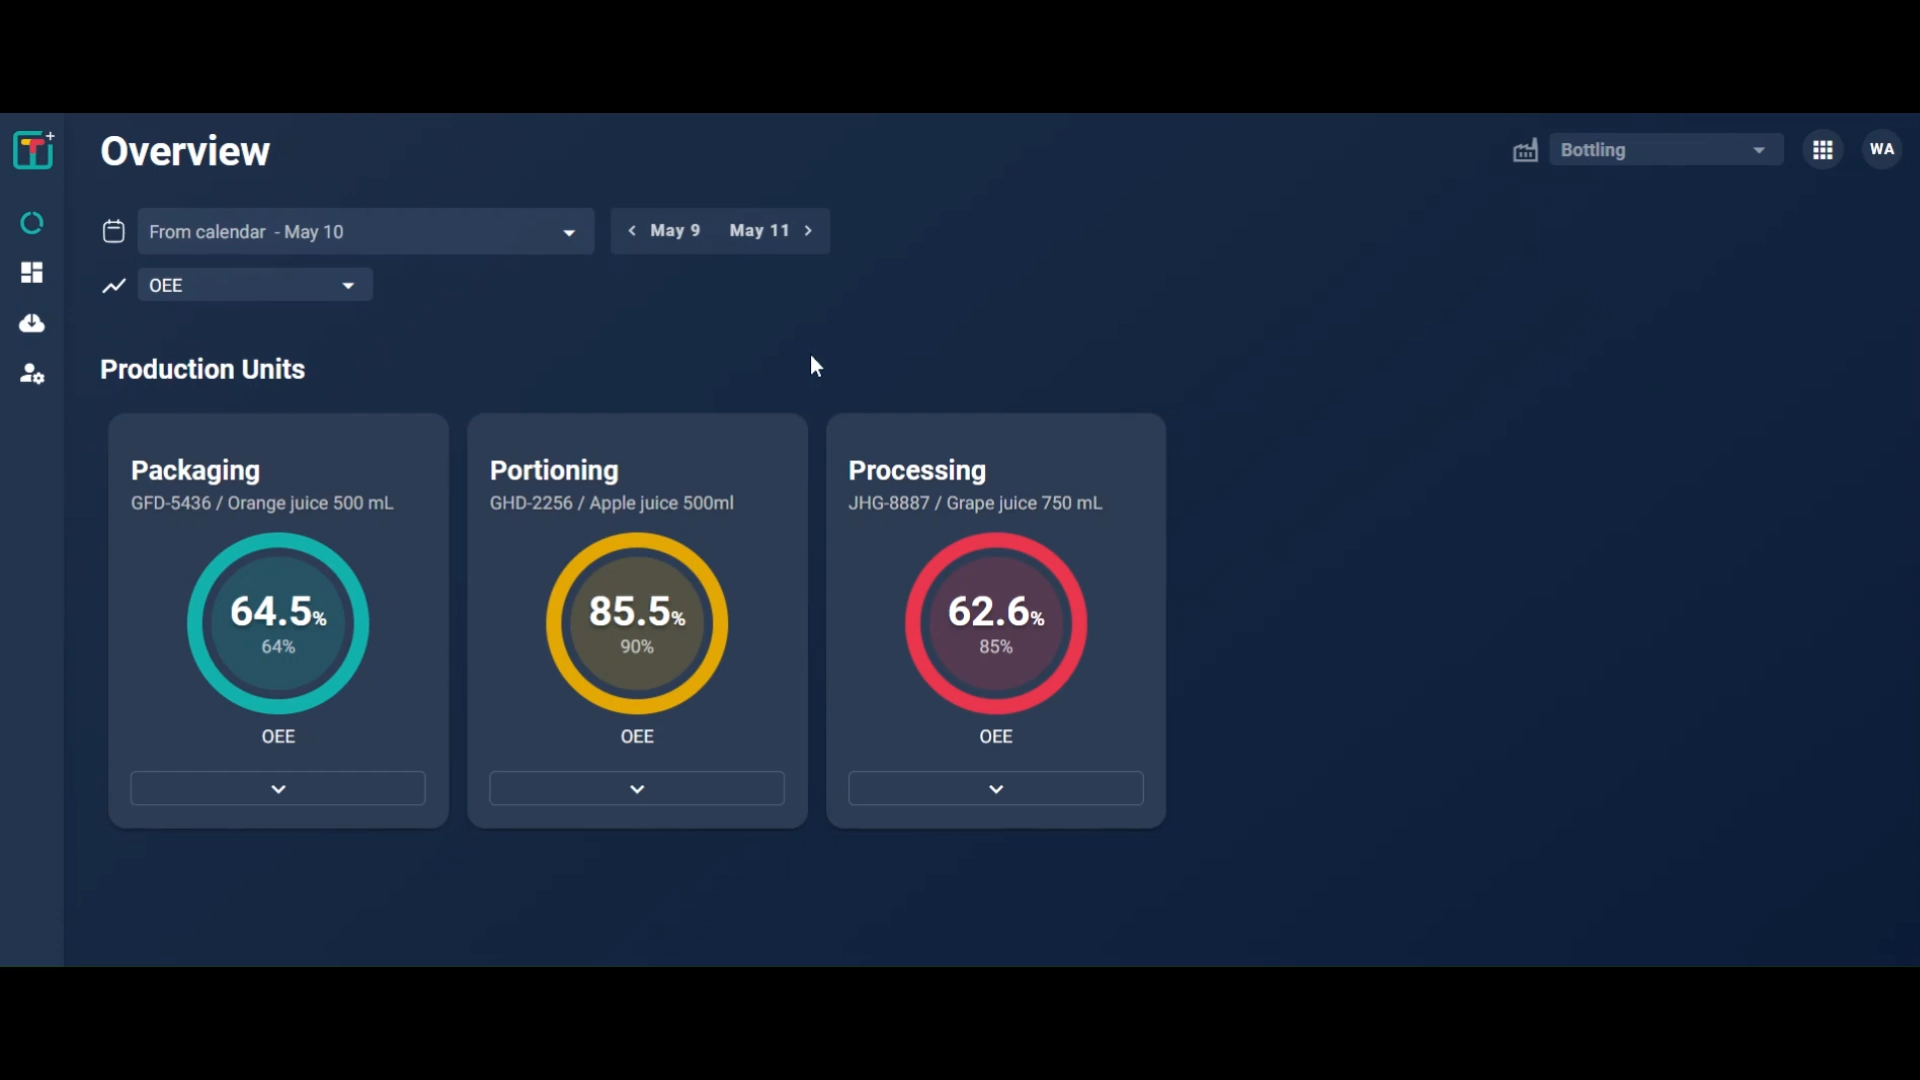 Overview
Bottling
WA
From calendar - May 10
May 9 May 11
OEE
Production Units
Packaging
GFD-5436 / Orange juice 500 mL
64.5%
64%
OEE
Portioning
GHD-2256 / Apple juice 500ml
85.5%
90%
OEE
Processing
JHG-8887 / Grape juice 750 mL
62.6%
85%
OEE